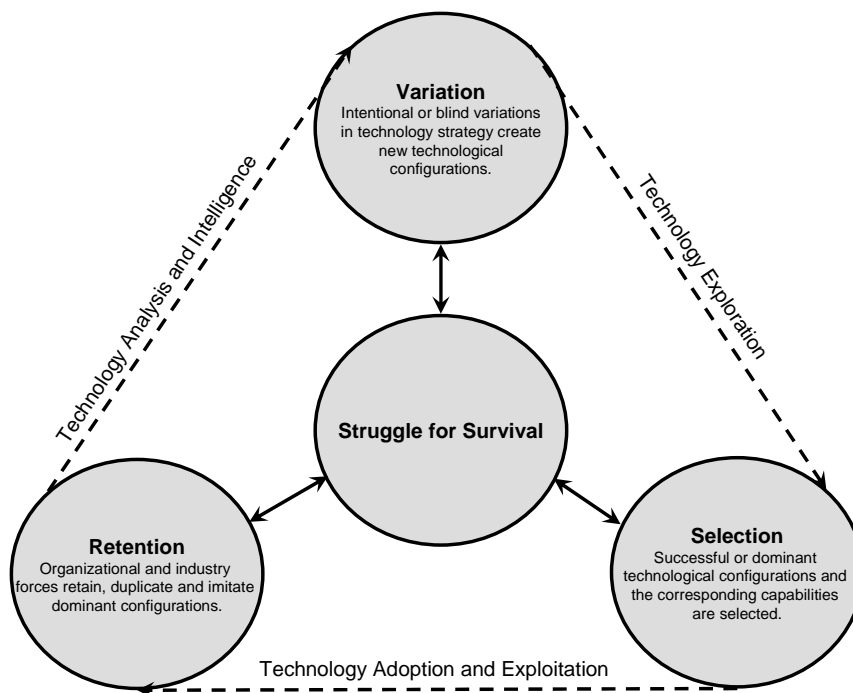 Variation
Intentional or blind variations
in technology strategy create
new technological
configurations.
Technology Analysis and Intelligence
Technology Exploration
Struggle for Survival
Retention
Organizational and industry
forces retain, duplicate and imitate
dominant configurations.
Selection
Successful or dominant
technological configurations and
the corresponding capabilities
are selected.
Technology Adoption and Exploitation